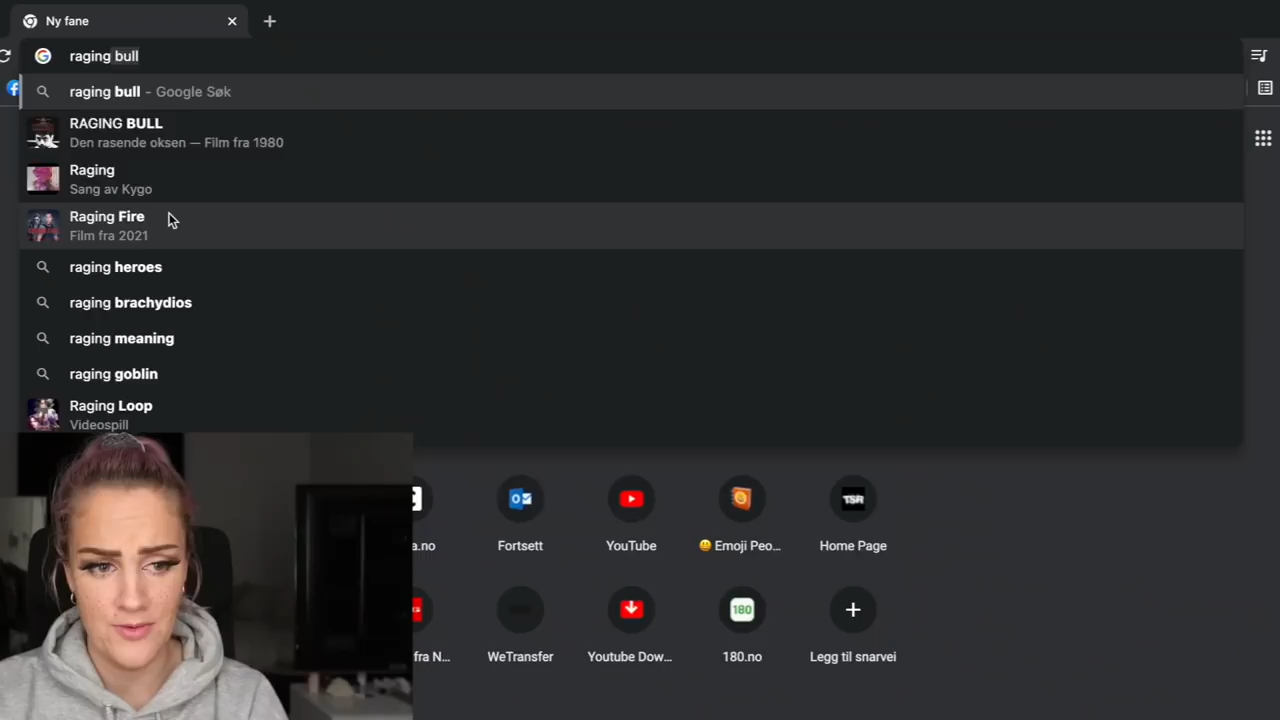 Ny fane
raging bull
raging bull - Google Søk
RAGING BULL
Den rasende oksen — Film fra 1980
Raging
Sang av Kygo
Raging Fire
Film fra 2021
raging heroes
raging brachydios
raging meaning
raging goblin
Raging Loop
Videospill
a.no
Fortsett
YouTube
😀 Emoji Peo...
TSR
Home Page
fra N...
WeTransfer
Youtube Dow...
180
180.no
Legg til snarvei